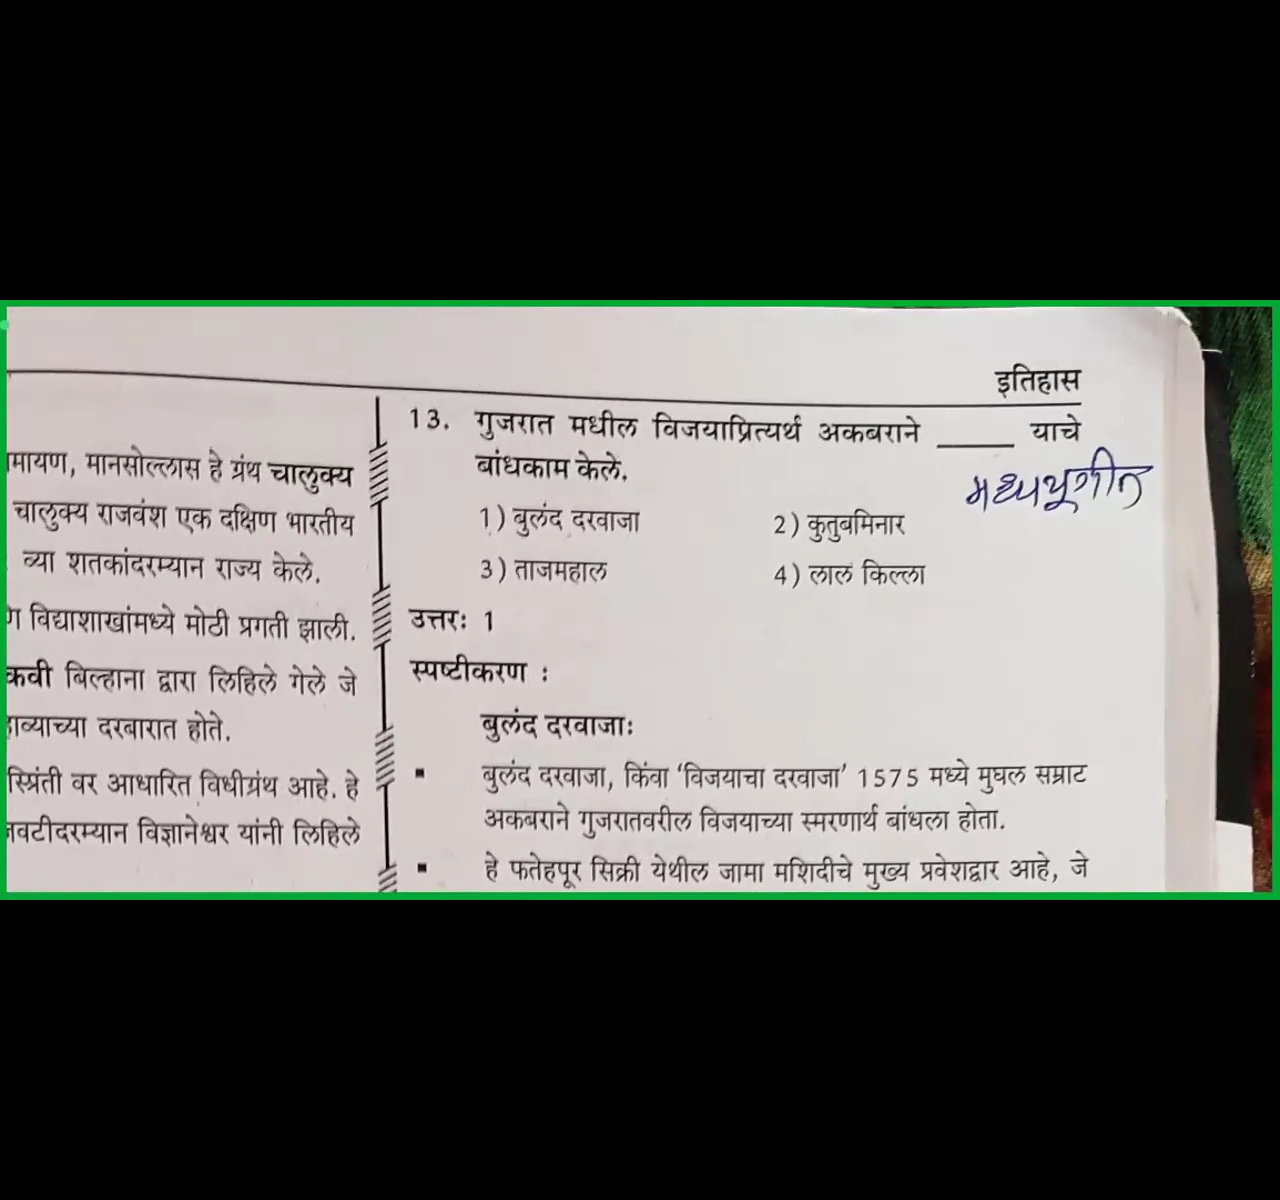 इतिहास
मायण, मानसोल्लास हे ग्रंथ चालुक्य
चालुक्य राजवंश एक दक्षिण भारतीय
व्या शतकांदरम्यान राज्य केले.
विद्याशाखांमध्ये मोठी प्रगती झाली.
कवी बिल्हाना द्वारा लिहिले गेले जे
दरबारात होते.
वर आधारित विधीग्रंथ आहे. हे
विज्ञानेश्वर यांनी लिहिले
13. गुजरात मधील विजयाप्रित्यर्थ अकबराने _____ याचे
बांधकाम केले.
मध्ययुगीन
1) बुलंद दरवाजा 2) कुतुबमिनार
3) ताजमहाल 4) लाल किल्ला
उत्तरः 1
स्पष्टीकरण :
बुलंद दरवाजाः
▪ बुलंद दरवाजा, किंवा ‘विजयाचा दरवाजा’ 1575 मध्ये मुघल सम्राट
अकबराने गुजरातवरील विजयाच्या स्मरणार्थ बांधला होता.
▪ हे फतेहपूर सिक्री येथील जामा मशिदीचे मुख्य प्रवेशद्वार आहे, जे